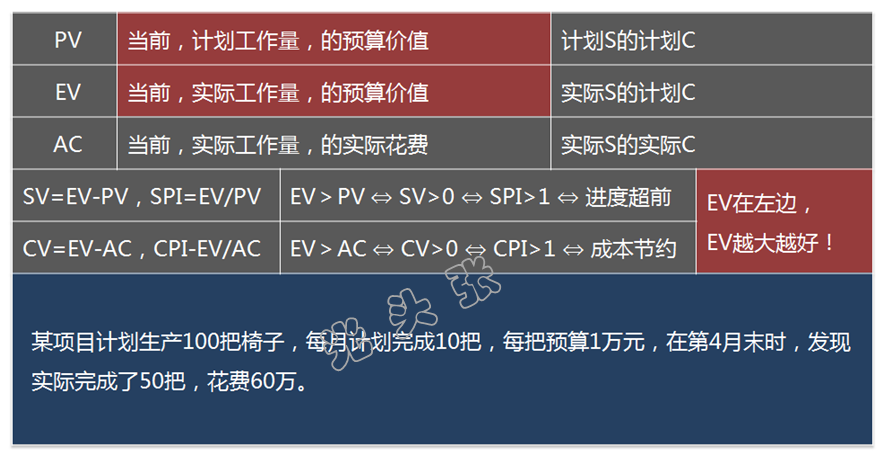 PV 当前，计划工作量，的预算价值 计划S的计划C
EV 当前，实际工作量，的预算价值 实际S的计划C
AC 当前，实际工作量，的实际花费 实际S的实际C
SV=EV-PV，SPI=EV/PV EV＞PV ⇔ SV>0 ⇔ SPI>1 ⇔ 进度超前
CV=EV-AC，CPI-EV/AC EV＞AC ⇔ CV>0 ⇔ CPI>1 ⇔ 成本节约
EV在左边，
EV越大越好！
光头张
某项目计划生产100把椅子，每月计划完成10把，每把预算1万元，在第4月末时，发现
实际完成了50把，花费60万。